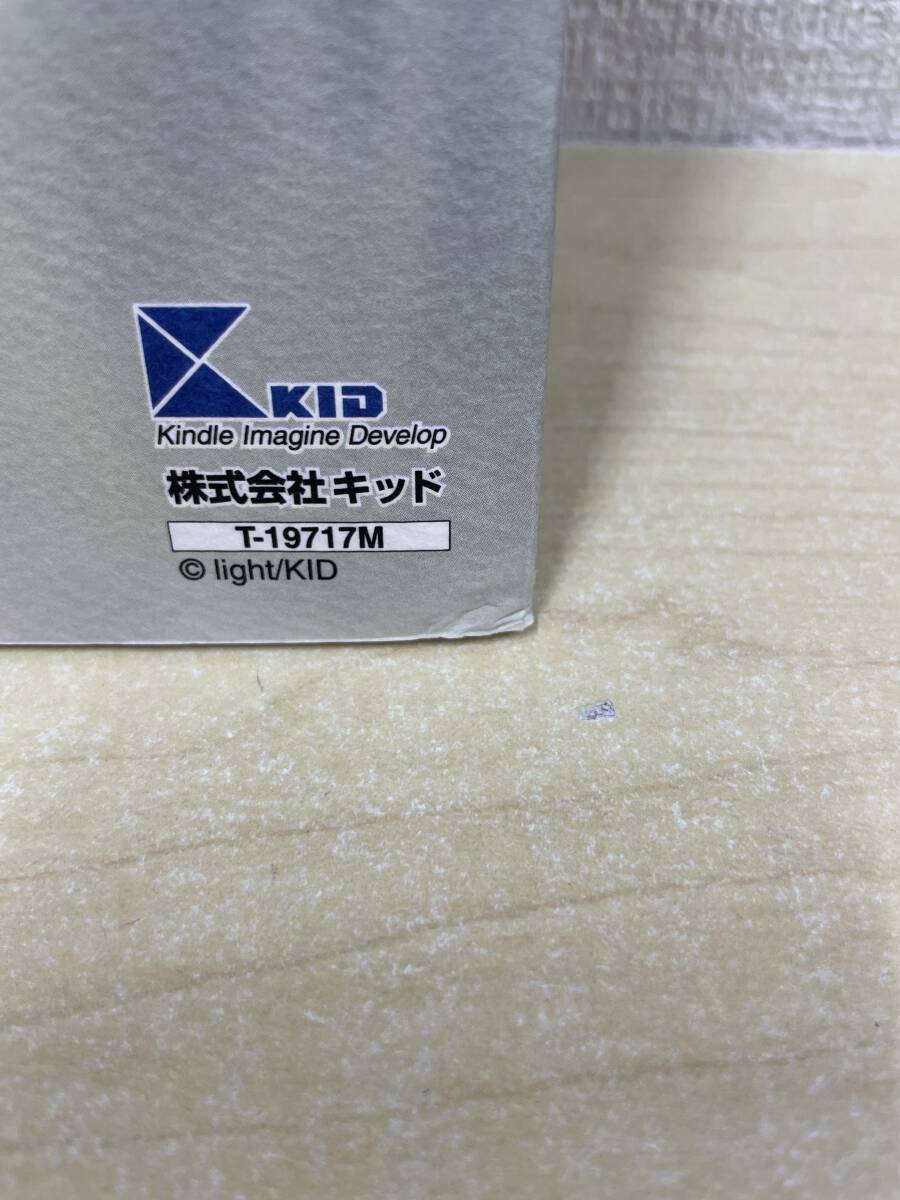 KID
Kindle Imagine Develop
株式会社キッド
T-19717M
© light/KID